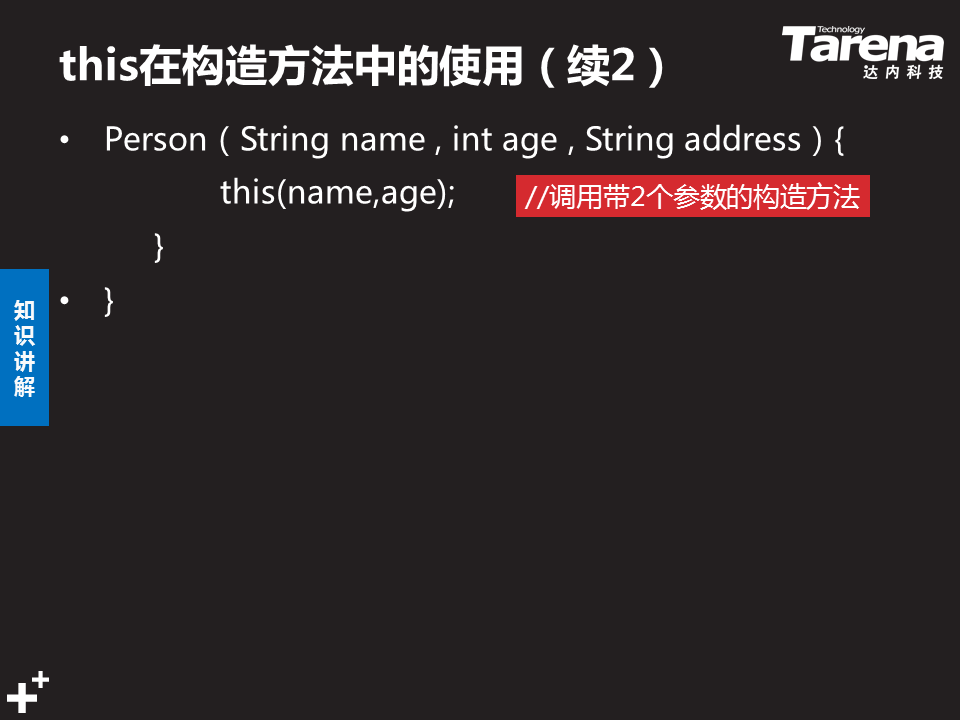 this在构造方法中的使用（续2）
Technology
Tarena
达内科技
• Person（String name , int age , String address）{
this(name,age);
//调用带2个参数的构造方法
}
• }
知识讲解